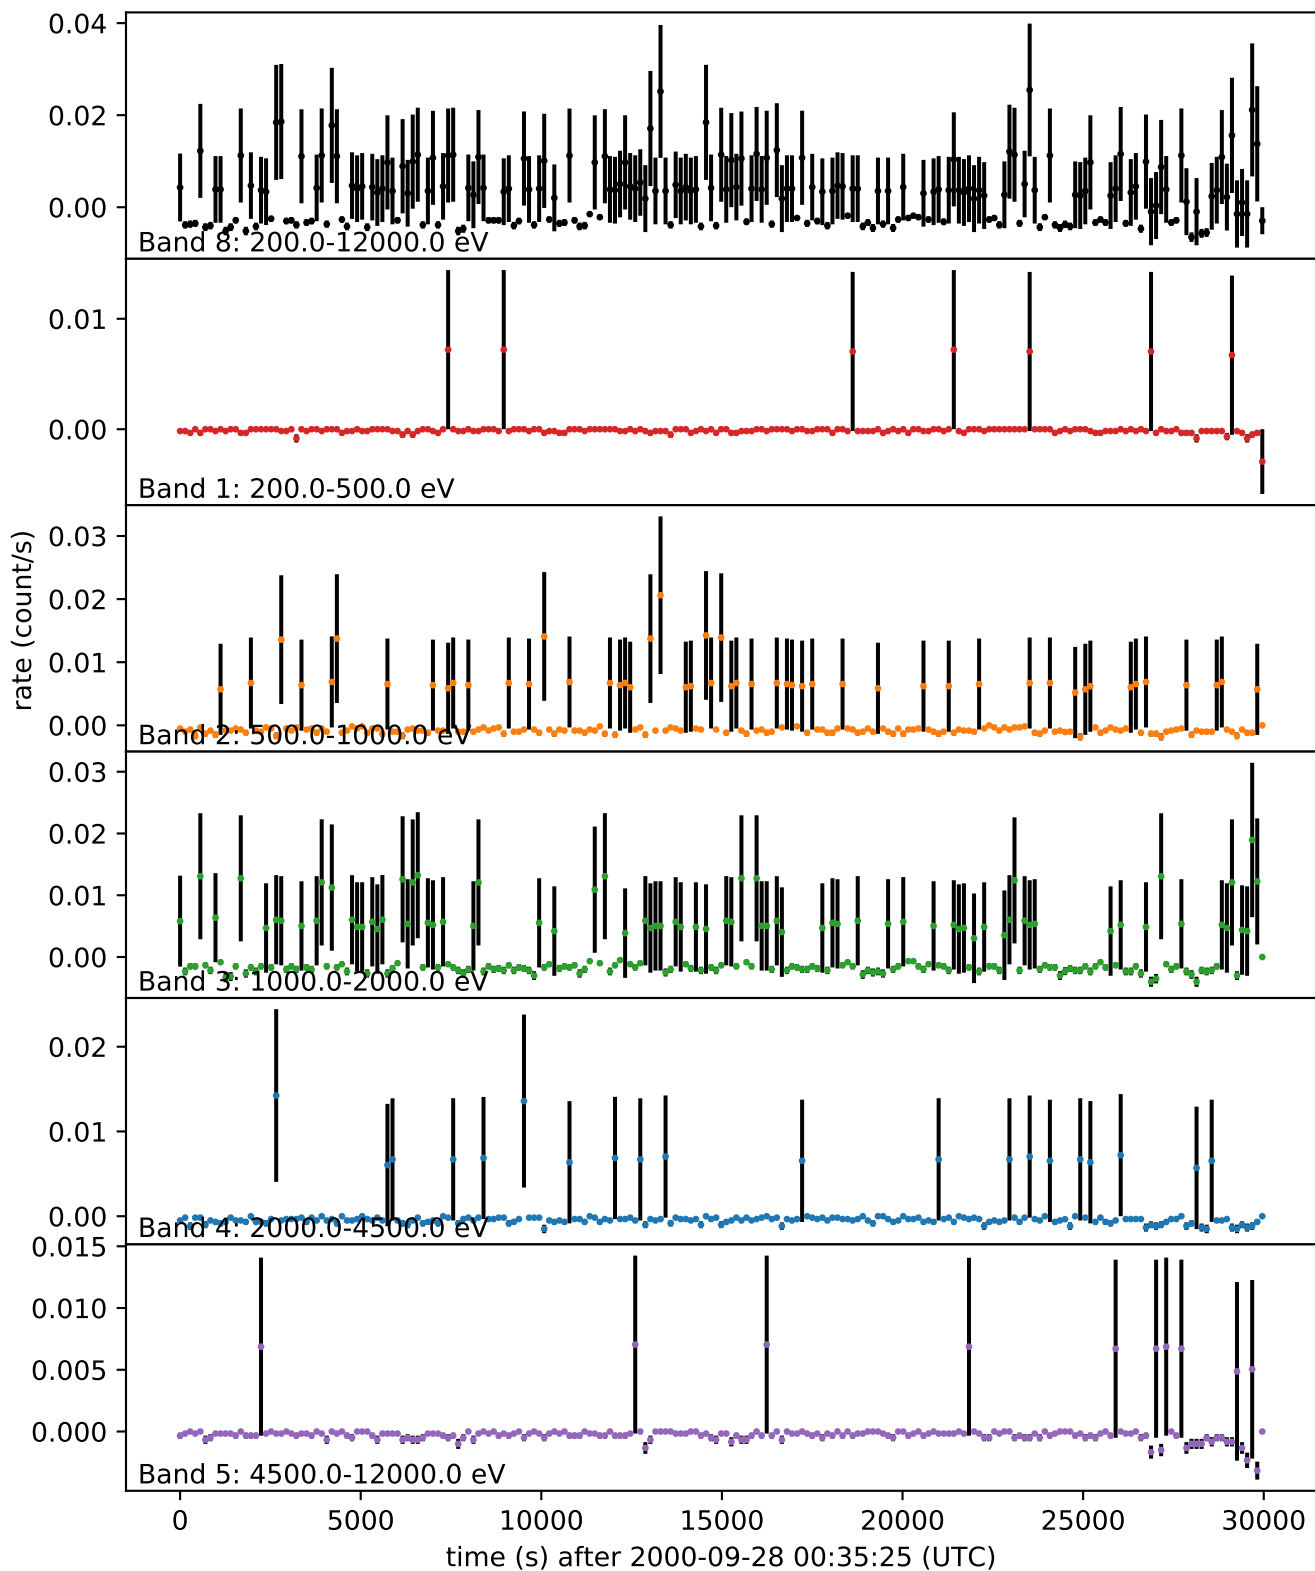 0.04
0.02
0.00
Band 8: 200.0-12000.0 eV
0.01
0.00
Band 1: 200.0-500.0 eV
rate (count/s)
0.03
0.02
0.01
0.00
Band 2: 500.0-1000.0 eV
0.03
0.02
0.01
0.00
Band 3: 1000.0-2000.0 eV
0.02
0.01
0.00
Band 4: 2000.0-4500.0 eV
0.015
0.010
0.005
0.000
Band 5: 4500.0-12000.0 eV
0 5000 10000 15000 20000 25000 30000
time (s) after 2000-09-28 00:35:25 (UTC)